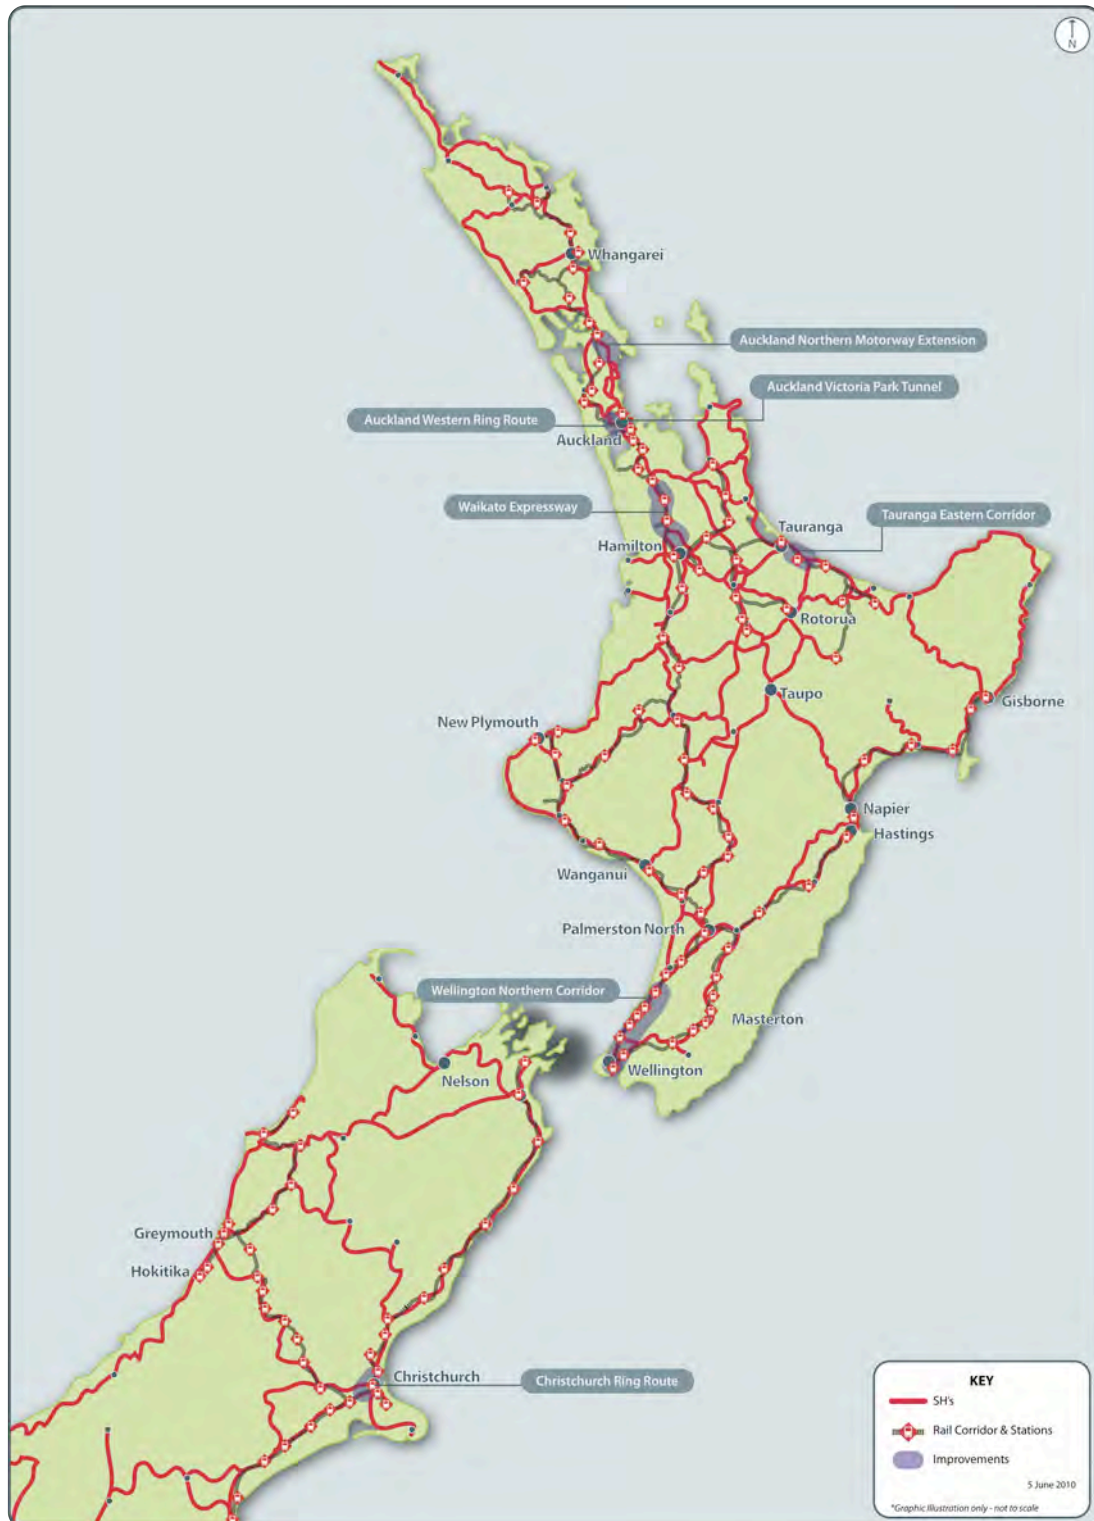 N
Whangarei
Auckland Northern Motorway Extension
Auckland Victoria Park Tunnel
Auckland Western Ring Route
Auckland
Waikato Expressway
Tauranga
Tauranga Eastern Corridor
Hamilton
Rotorua
Taupo
Gisborne
New Plymouth
Napier
Hastings
Wanganui
Palmerston North
Wellington Northern Corridor
Masterton
Wellington
Nelson
Greymouth
Hokitika
Christchurch
Christchurch Ring Route
KEY
SH's
Rail Corridor & Stations
Improvements
5 June 2010
*Graphic Illustration only - not to scale